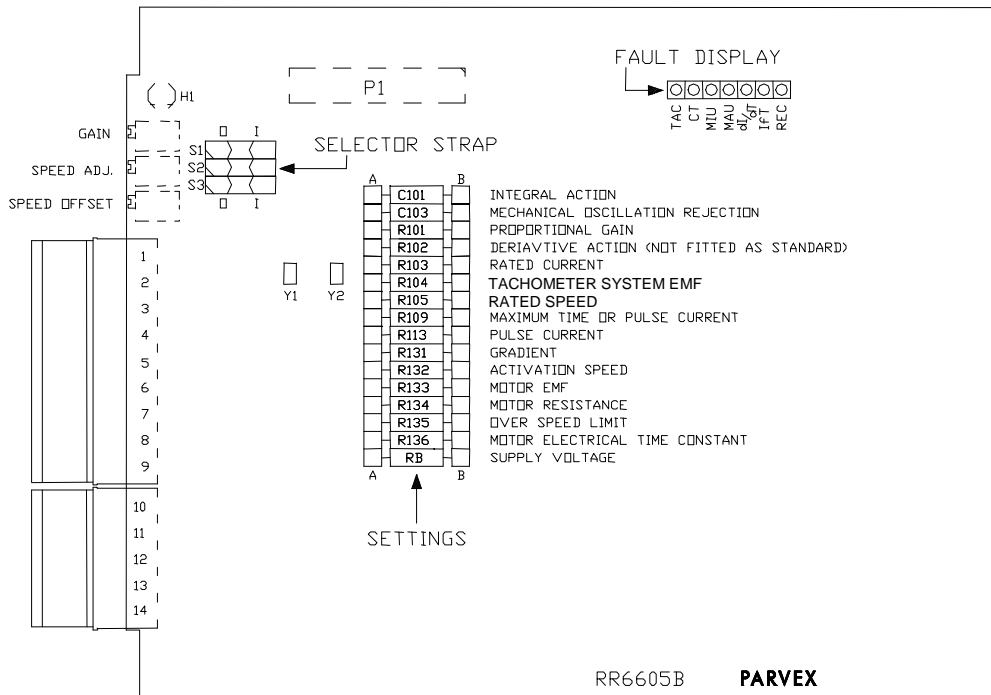 FAULT DISPLAY
TAC
CT
MIU
MAU
dI/dT
IfT
REC
P1
H1
GAIN
SPEED ADJ.
SPEED OFFSET
O I
S1
S2
S3
O I
SELECTOR STRAP
A B
C101 INTEGRAL ACTION
C103 MECHANICAL OSCILLATION REJECTION
R101 PROPORTIONAL GAIN
R102 DERIAVTIVE ACTION (NOT FITTED AS STANDARD)
R103 RATED CURRENT
R104 TACHOMETER SYSTEM EMF
R105 RATED SPEED
R109 MAXIMUM TIME OR PULSE CURRENT
R113 PULSE CURRENT
R131 GRADIENT
R132 ACTIVATION SPEED
R133 MOTOR EMF
R134 MOTOR RESISTANCE
R135 OVER SPEED LIMIT
R136 MOTOR ELECTRICAL TIME CONSTANT
RB SUPPLY VOLTAGE
A B
SETTINGS
Y1 Y2
1
2
3
4
5
6
7
8
9
10
11
12
13
14
RR6605B PARVEX